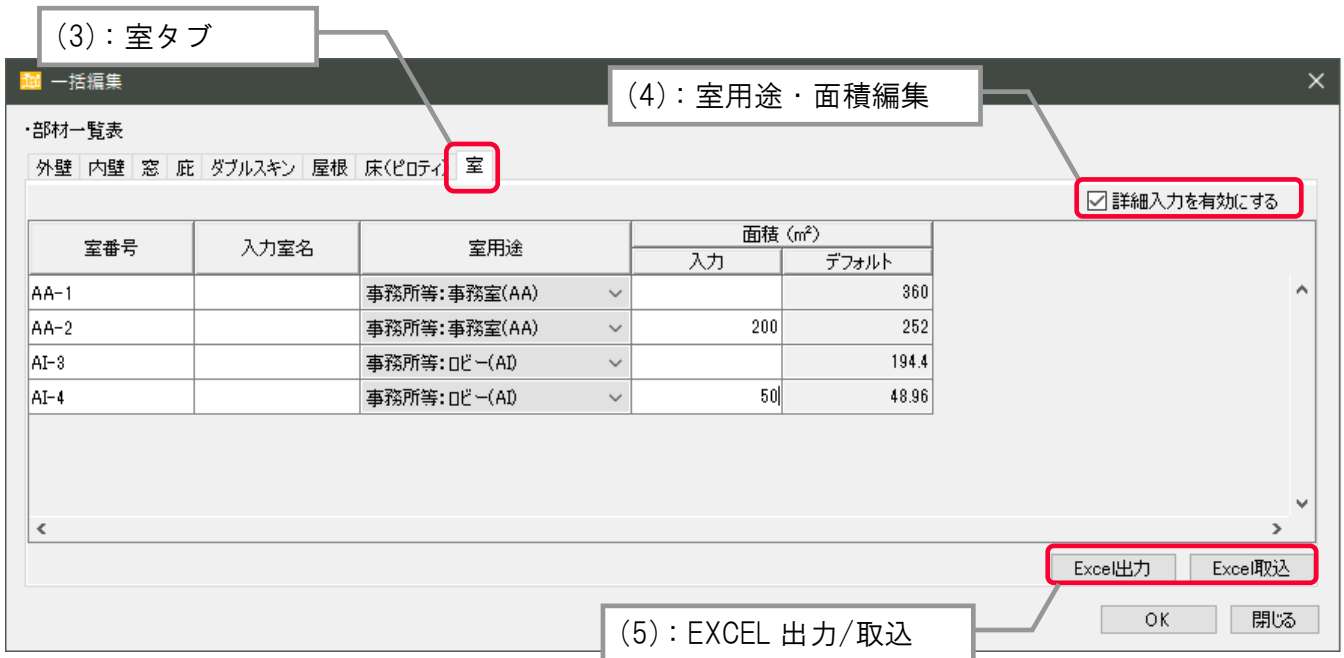 (3)：室タブ
一括編集
(4)：室用途・面積編集
・部材一覧表
外壁 内壁 窓 庇 ダブルスキン 屋根 床(ピロティ) 室
詳細入力を有効にする
室番号 入力室名 室用途 面積 (㎡)
入力 デフォルト
AA-1 事務所等:事務室(AA) 360
AA-2 事務所等:事務室(AA) 200 252
AI-3 事務所等:ロビー(AI) 194.4
AI-4 事務所等:ロビー(AI) 50 48.96
Excel出力 Excel取込
(5)：EXCEL 出力/取込
OK 閉じる